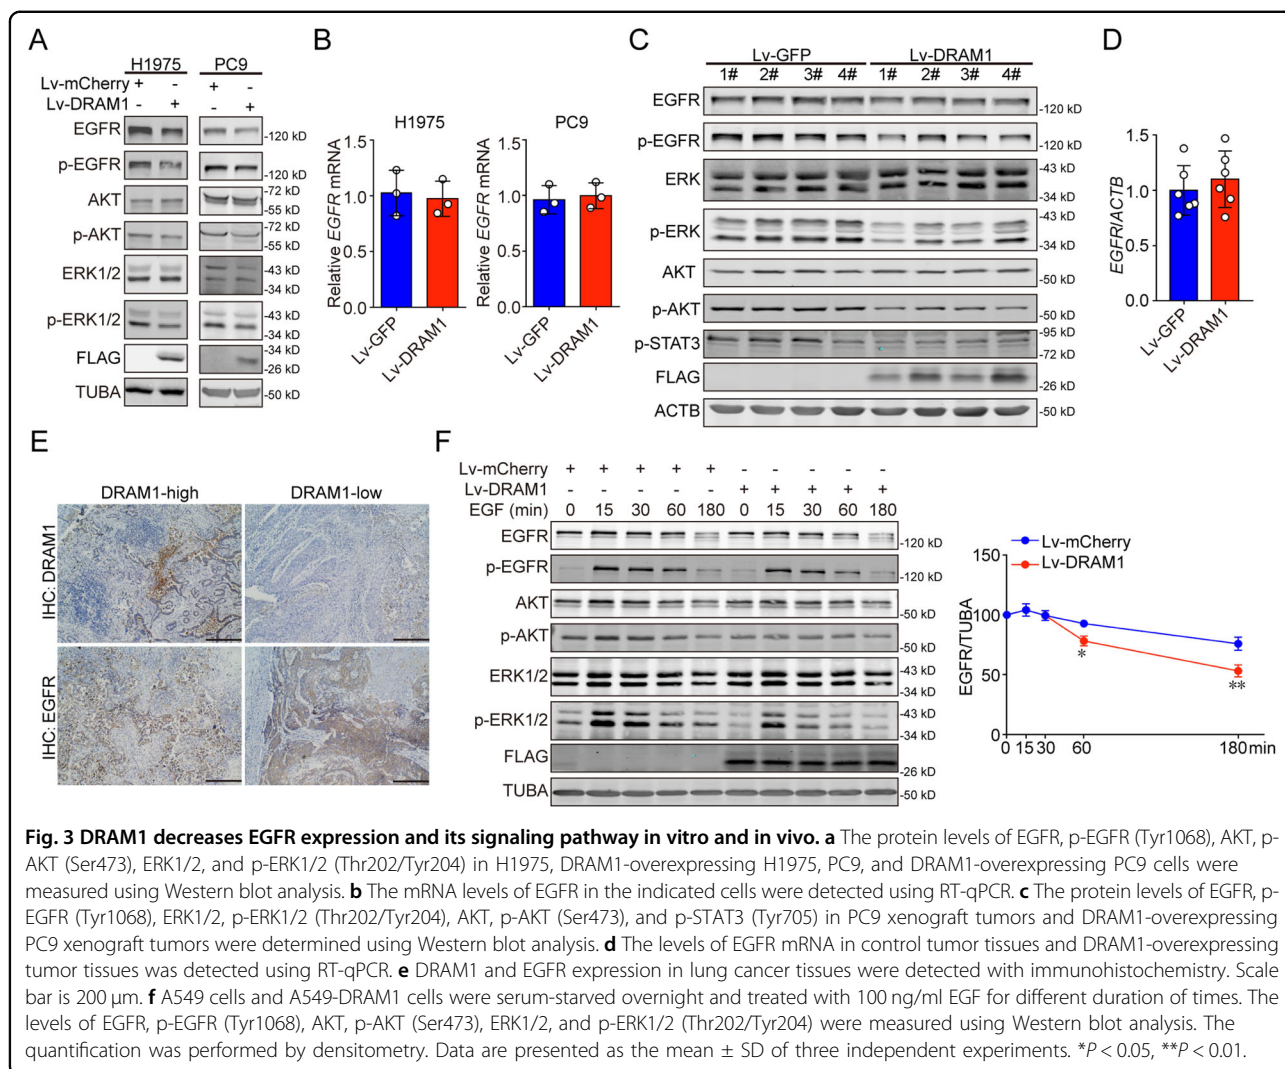 A
H1975 PC9
Lv-mCherry + - + -
Lv-DRAM1 - + - +
EGFR -120 kD
p-EGFR -120 kD
AKT -72 kD
-55 kD
p-AKT -72 kD
-55 kD
ERK1/2 -43 kD
-34 kD
p-ERK1/2 -43 kD
-34 kD
FLAG -34 kD
-26 kD
TUBA -50 kD
B
H1975
Relative EGFR mRNA
1.5
1.0
0.5
0.0
Lv-GFP
Lv-DRAM1
PC9
Relative EGFR mRNA
1.5
1.0
0.5
0.0
Lv-GFP
Lv-DRAM1
C
Lv-GFP Lv-DRAM1
1# 2# 3# 4# 1# 2# 3# 4#
EGFR -120 kD
p-EGFR -120 kD
ERK -43 kD
-34 kD
p-ERK -43 kD
-34 kD
AKT -50 kD
p-AKT -50 kD
p-STAT3 -95 kD
-72 kD
FLAG -26 kD
ACTB -50 kD
D
EGFR/ACTB
1.5
1.0
0.5
0.0
Lv-GFP
Lv-DRAM1
E
DRAM1-high DRAM1-low
IHC: DRAM1
IHC: EGFR
F
Lv-mCherry + + + + + - - - - -
Lv-DRAM1 - - - - - + + + + +
EGF (min) 0 15 30 60 180 0 15 30 60 180
EGFR -120 kD
p-EGFR -120 kD
AKT -50 kD
p-AKT -50 kD
ERK1/2 -43 kD
-34 kD
p-ERK1/2 -43 kD
-34 kD
FLAG -26 kD
TUBA -50 kD
Lv-mCherry
Lv-DRAM1
EGFR/TUBA
150
100
50
0
*
**
0 15 30 60 180min
Fig. 3 DRAM1 decreases EGFR expression and its signaling pathway in vitro and in vivo. a The protein levels of EGFR, p-EGFR (Tyr1068), AKT, p-
AKT (Ser473), ERK1/2, and p-ERK1/2 (Thr202/Tyr204) in H1975, DRAM1-overexpressing H1975, PC9, and DRAM1-overexpressing PC9 cells were
measured using Western blot analysis. b The mRNA levels of EGFR in the indicated cells were detected using RT-qPCR. c The protein levels of EGFR, p-
EGFR (Tyr1068), ERK1/2, p-ERK1/2 (Thr202/Tyr204), AKT, p-AKT (Ser473), and p-STAT3 (Tyr705) in PC9 xenograft tumors and DRAM1-overexpressing
PC9 xenograft tumors were determined using Western blot analysis. d The levels of EGFR mRNA in control tumor tissues and DRAM1-overexpressing
tumor tissues was detected using RT-qPCR. e DRAM1 and EGFR expression in lung cancer tissues were detected with immunohistochemistry. Scale
bar is 200 μm. f A549 cells and A549-DRAM1 cells were serum-starved overnight and treated with 100 ng/ml EGF for different duration of times. The
levels of EGFR, p-EGFR (Tyr1068), AKT, p-AKT (Ser473), ERK1/2, and p-ERK1/2 (Thr202/Tyr204) were measured using Western blot analysis. The
quantification was performed by densitometry. Data are presented as the mean ± SD of three independent experiments. *P < 0.05, **P < 0.01.